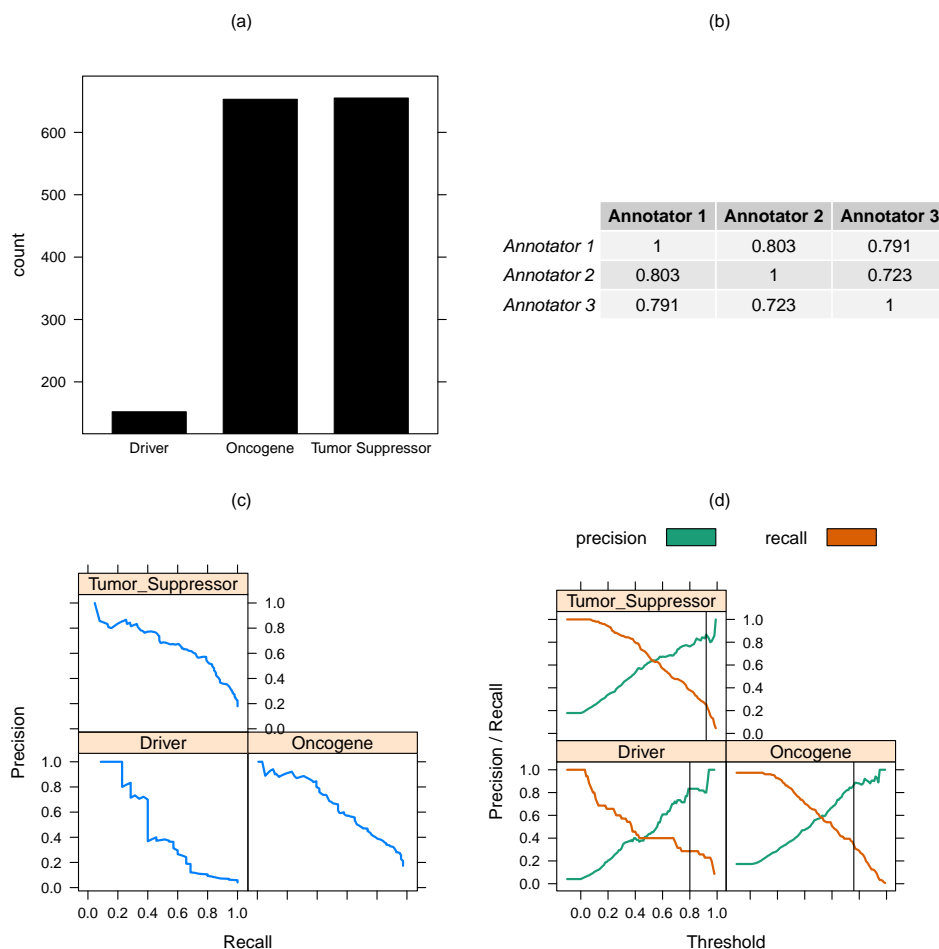 (a)
600
500
400
300
200
count
Driver
Oncogene
Tumor Suppressor
(b)
Annotator 1 Annotator 2 Annotator 3
Annotator 1 1 0.803 0.791
Annotator 2 0.803 1 0.723
Annotator 3 0.791 0.723 1
(c)
Tumor_Suppressor
1.0
0.8
0.6
0.4
0.2
0.0
Driver
Oncogene
1.0
0.8
0.6
0.4
0.2
0.0
Precision
0.0 0.2 0.4 0.6 0.8 1.0
Recall
(d)
precision
recall
Tumor_Suppressor
1.0
0.8
0.6
0.4
0.2
0.0
Driver
Oncogene
1.0
0.8
0.6
0.4
0.2
0.0
Precision / Recall
0.0 0.2 0.4 0.6 0.8 1.0
Threshold